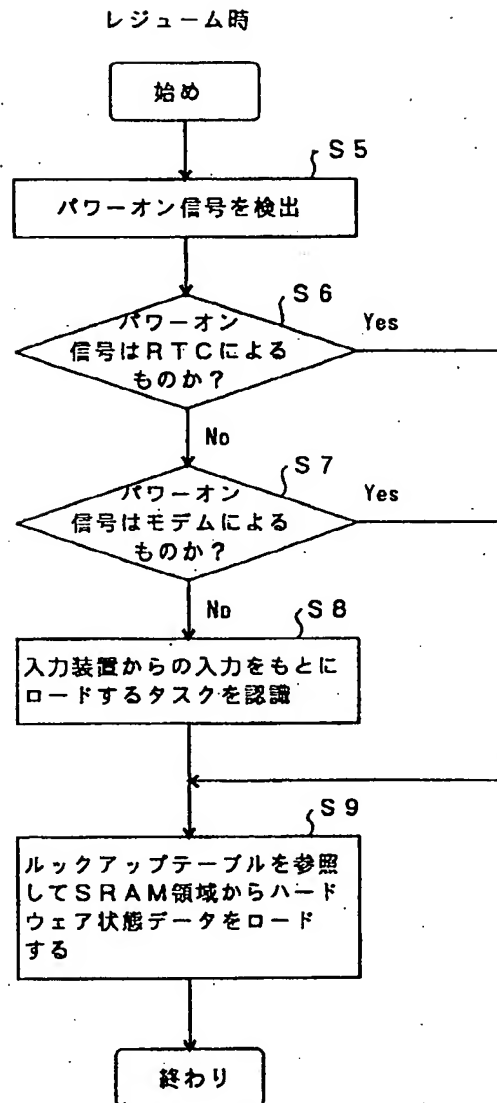 レジューム時
始め
S5
パワーオン信号を検出
S6
パワーオン
信号はRTCによる
ものか？
Yes
No
S7
パワーオン
信号はモデムによる
ものか？
Yes
No
S8
入力装置からの入力をもとに
ロードするタスクを認識
S9
ルックアップテーブルを参照
してSRAM領域からハード
ウェア状態データをロード
する
終わり